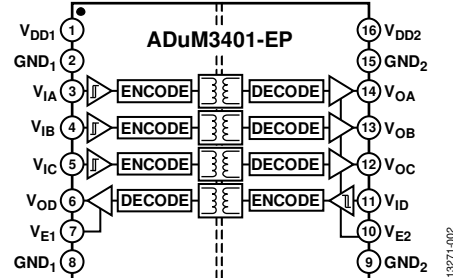 ADuM3401-EP
VDD1 1
16 VDD2
GND1 2
15 GND2
VIA 3 ENCODE DECODE 14 VOA
VIB 4 ENCODE DECODE 13 VOB
VIC 5 ENCODE DECODE 12 VOC
VOD 6 DECODE ENCODE 11 VID
VE1 7
10 VE2
GND1 8
9 GND2
13271-002